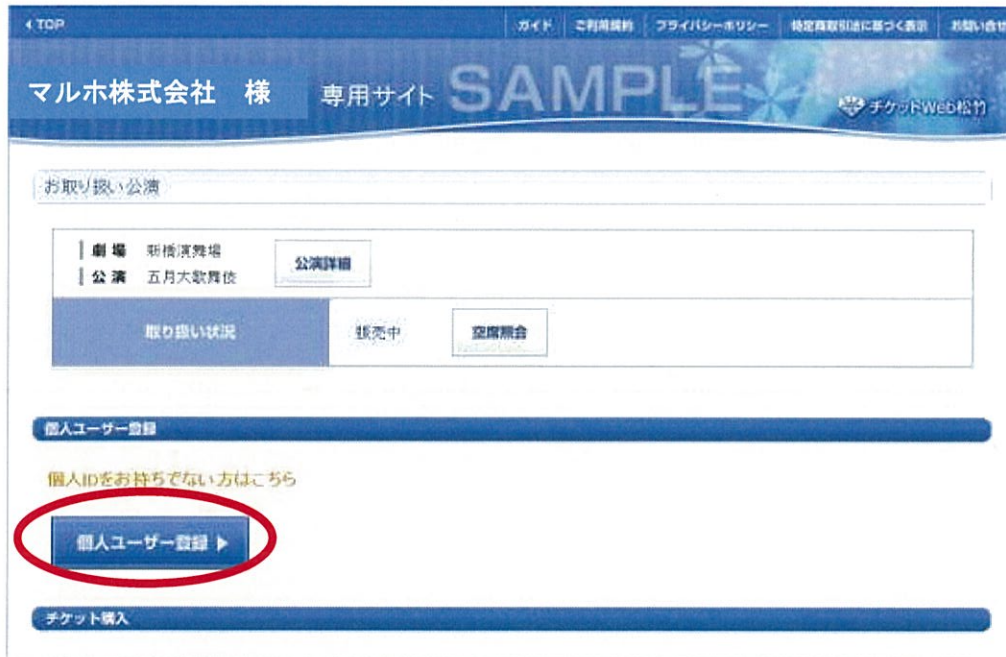 TOP ガイド ご利用規約 プライバシーポリシー 特定商取引法に基づく表示 お問い合せ
マルホ株式会社 様 専用サイト SAMPLE チケットWeb松竹
お取り扱い公演
劇場 新橋演舞場 公演詳細
公演 五月大歌舞伎
取り扱い状況 販売中 空席照会
個人ユーザー登録
個人IDをお持ちでない方はこちら
個人ユーザー登録
チケット購入